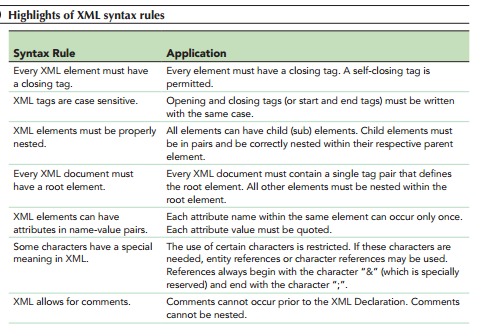 Highlights of XML syntax rules
Syntax Rule Application
Every XML element must have Every element must have a closing tag. A self-closing tag is
a closing tag. permitted.
XML tags are case sensitive. Opening and closing tags (or start and end tags) must be written
with the same case.
XML elements must be properly All elements can have child (sub) elements. Child elements must
nested. be in pairs and be correctly nested within their respective parent
element.
Every XML document must Every XML document must contain a single tag pair that defines
have a root element. the root element. All other elements must be nested within the
root element.
XML elements can have Each attribute name within the same element can occur only once.
attributes in name-value pairs. Each attribute value must be quoted.
Some characters have a special The use of certain characters is restricted. If these characters are
meaning in XML. needed, entity references or character references may be used.
References always begin with the character "&" (which is specially
reserved) and end with the character ";".
XML allows for comments. Comments cannot occur prior to the XML Declaration. Comments
cannot be nested.